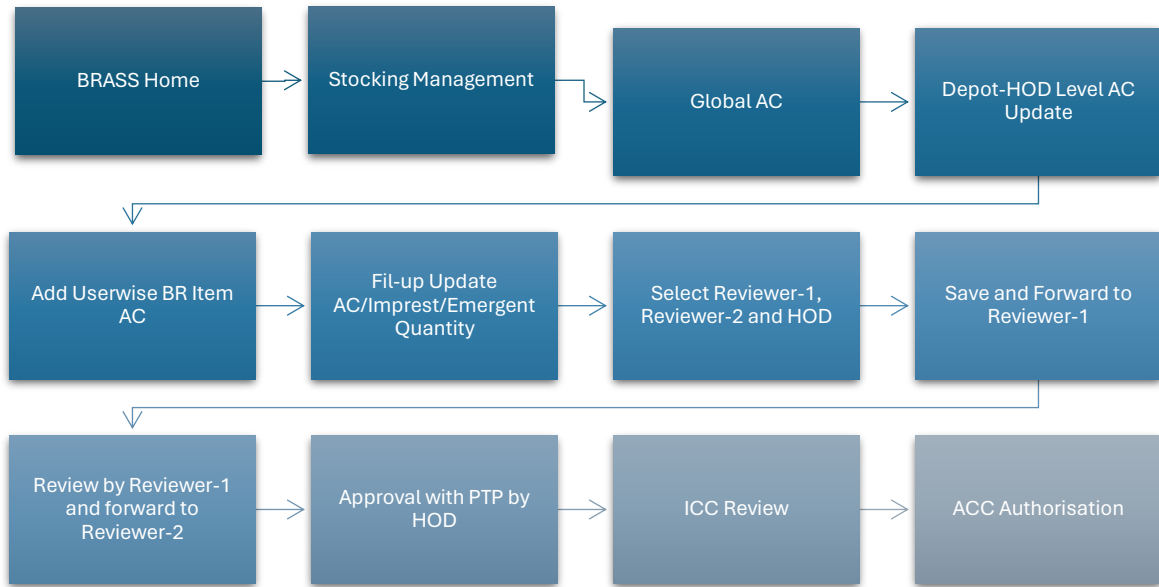 BRASS Home
Stocking Management
Global AC
Depot-HOD Level AC
Update
Add Userwise BR Item
AC
Fil-up Update
AC/Imprest/Emergent
Quantity
Select Reviewer-1,
Reviewer-2 and HOD
Save and Forward to
Reviewer-1
Review by Reviewer-1
and forward to
Reviewer-2
Approval with PTP by
HOD
ICC Review
ACC Authorisation